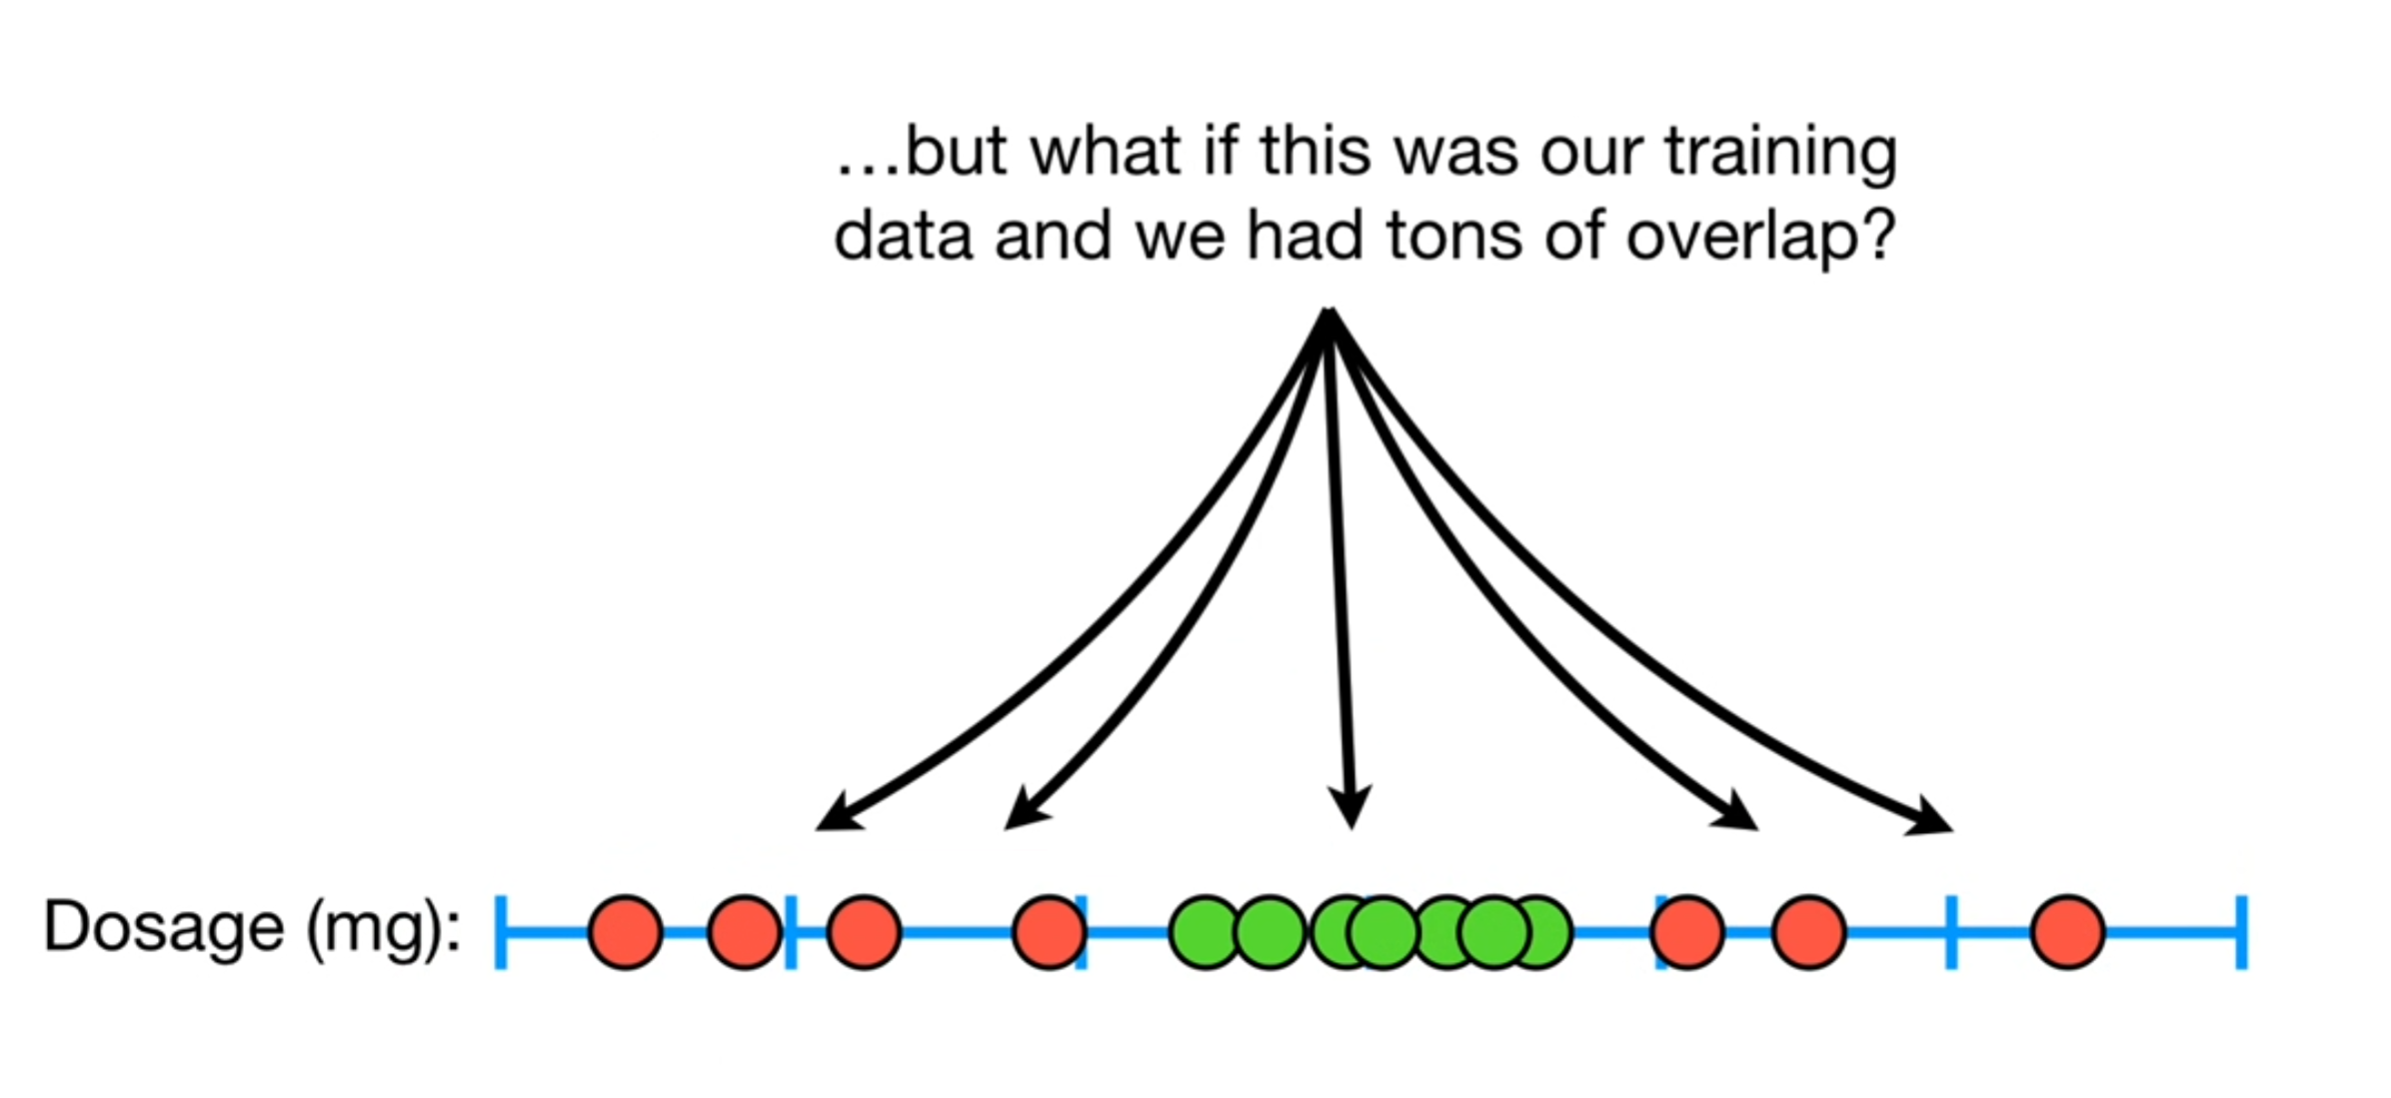 …but what if this was our training
data and we had tons of overlap?
Dosage (mg):